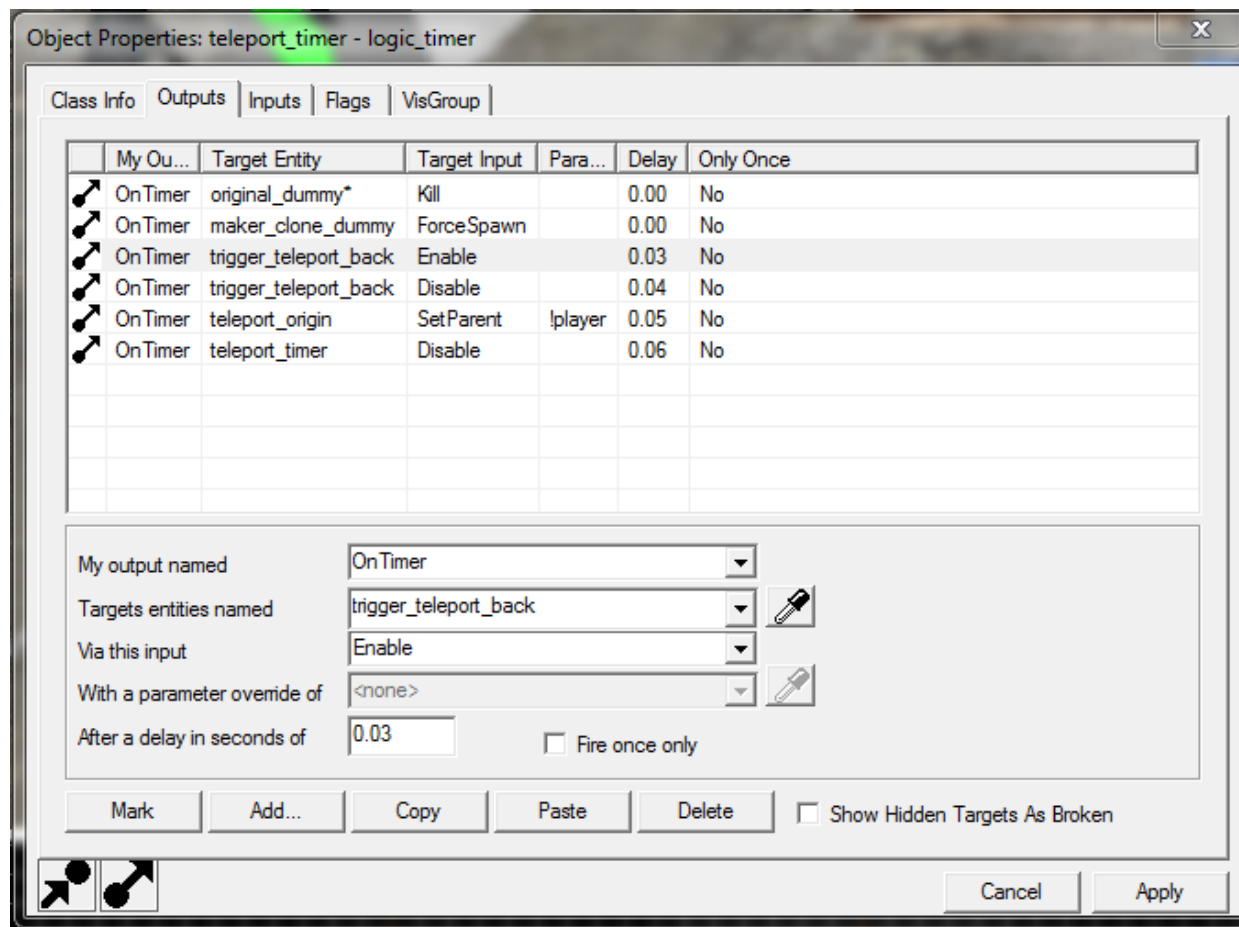 Object Properties: teleport_timer - logic_timer
X
Class Info Outputs Inputs Flags VisGroup
My Ou... Target Entity Target Input Para... Delay Only Once
OnTimer original_dummy* Kill 0.00 No
OnTimer maker_clone_dummy ForceSpawn 0.00 No
OnTimer trigger_teleport_back Enable 0.03 No
OnTimer trigger_teleport_back Disable 0.04 No
OnTimer teleport_origin SetParent !player 0.05 No
OnTimer teleport_timer Disable 0.06 No
My output named OnTimer
Targets entities named trigger_teleport_back
Via this input Enable
With a parameter override of <none>
After a delay in seconds of 0.03 Fire once only
Mark Add... Copy Paste Delete Show Hidden Targets As Broken
Cancel Apply